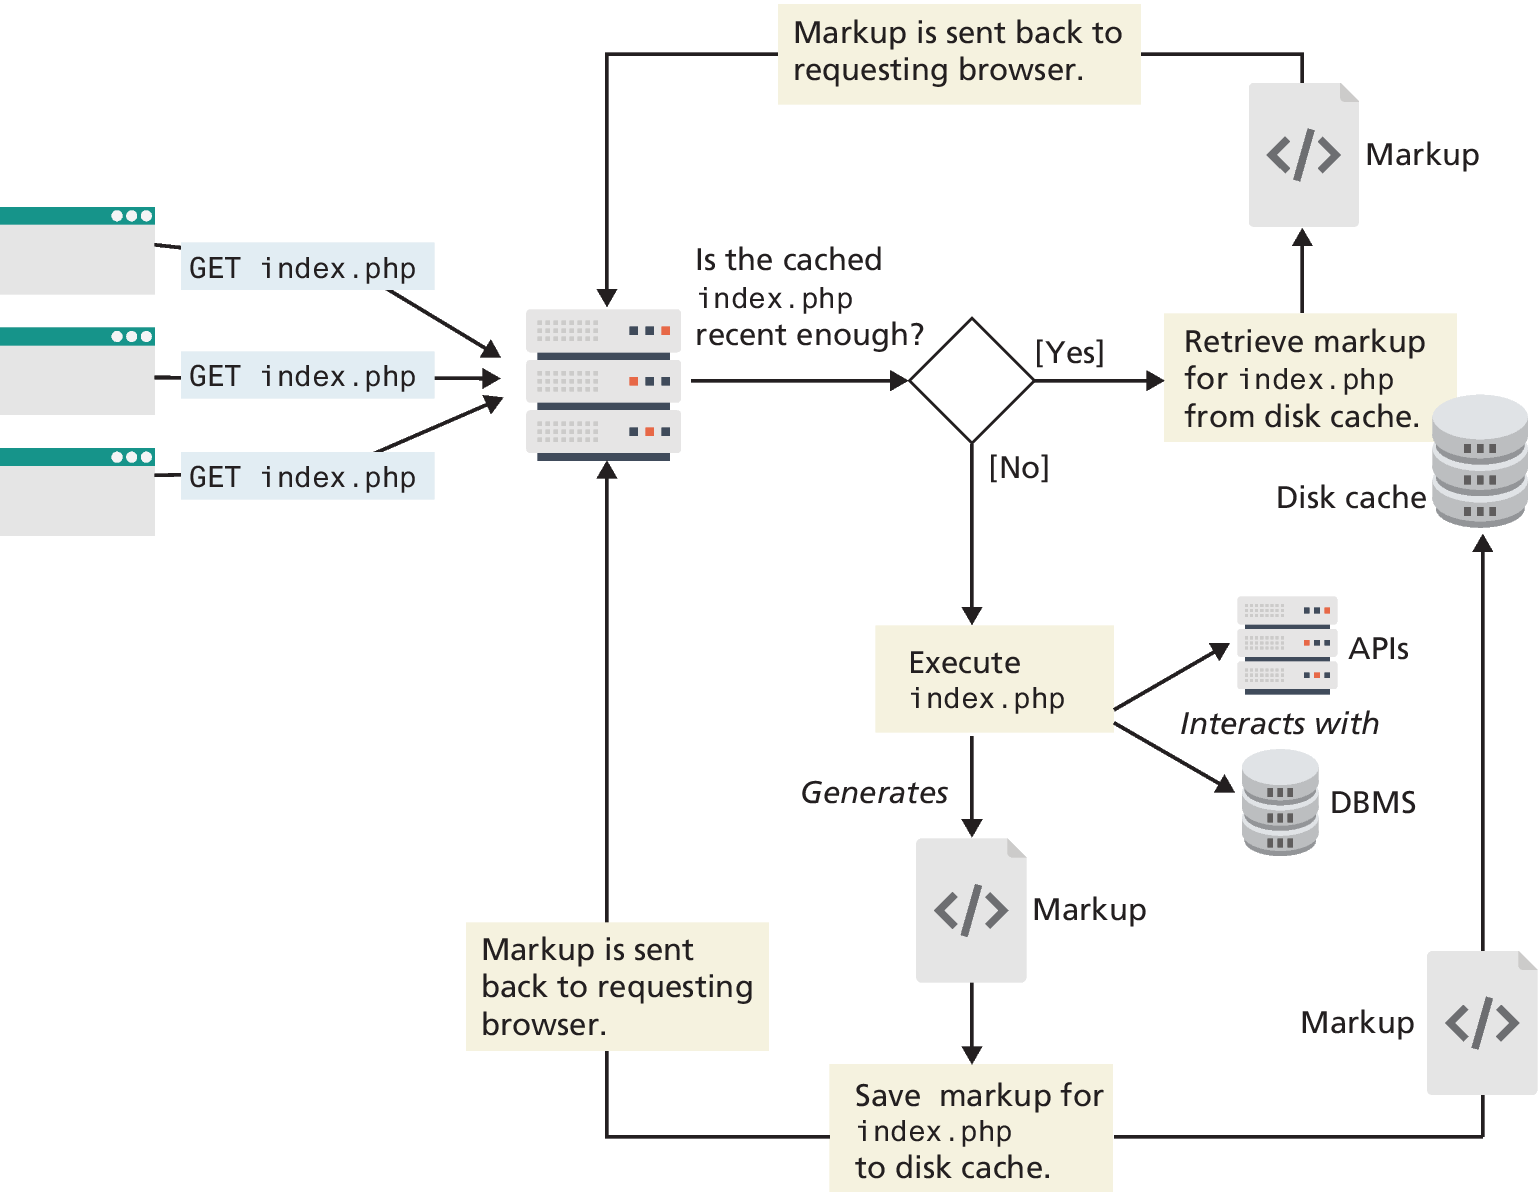 Markup is sent back to
requesting browser.
Markup
GET index.php
Is the cached
index.php
recent enough?
[Yes]
Retrieve markup
for index.php
from disk cache.
GET index.php
GET index.php
[No]
Disk cache
Execute
index.php
APIs
Interacts with
DBMS
Generates
Markup
Markup is sent
back to requesting
browser.
Markup
Save  markup for
index.php
to disk cache.